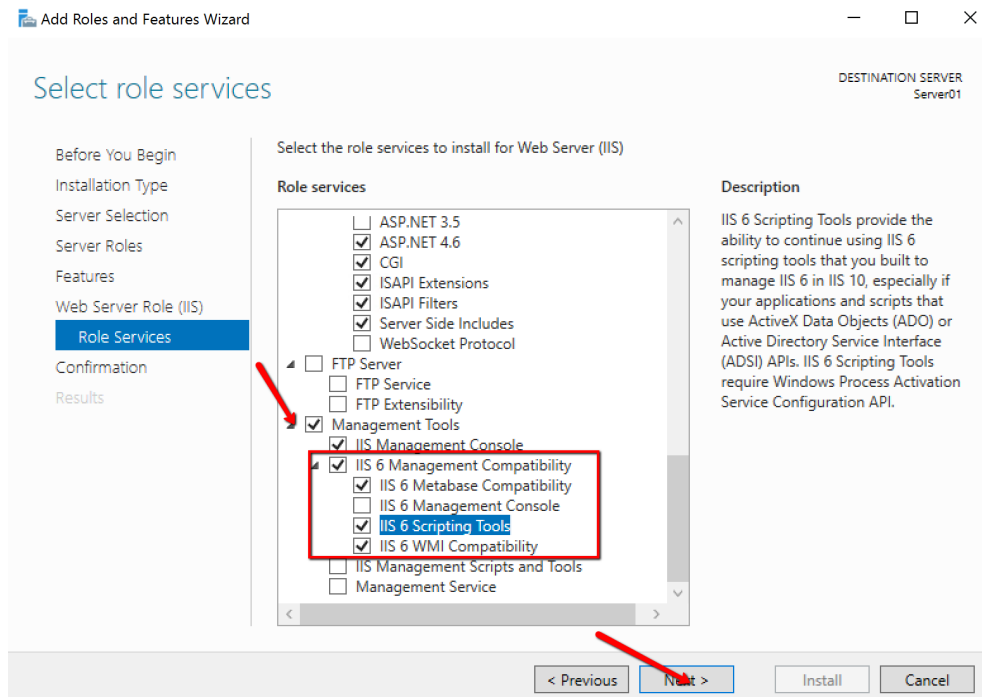 Add Roles and Features Wizard
Select role services
DESTINATION SERVER
Server01
Before You Begin
Installation Type
Server Selection
Server Roles
Features
Web Server Role (IIS)
Role Services
Confirmation
Results
Select the role services to install for Web Server (IIS)
Role services
ASP.NET 3.5
ASP.NET 4.6
CGI
ISAPI Extensions
ISAPI Filters
Server Side Includes
WebSocket Protocol
FTP Server
FTP Service
FTP Extensibility
Management Tools
IIS Management Console
IIS 6 Management Compatibility
IIS 6 Metabase Compatibility
IIS 6 Management Console
IIS 6 Scripting Tools
IIS 6 WMI Compatibility
IIS Management Scripts and Tools
Management Service
Description
IIS 6 Scripting Tools provide the
ability to continue using IIS 6
scripting tools that you built to
manage IIS 6 in IIS 10, especially if
your applications and scripts that
use ActiveX Data Objects (ADO) or
Active Directory Service Interface
(ADSI) APIs. IIS 6 Scripting Tools
require Windows Process Activation
Service Configuration API.
< Previous
Next >
Install
Cancel